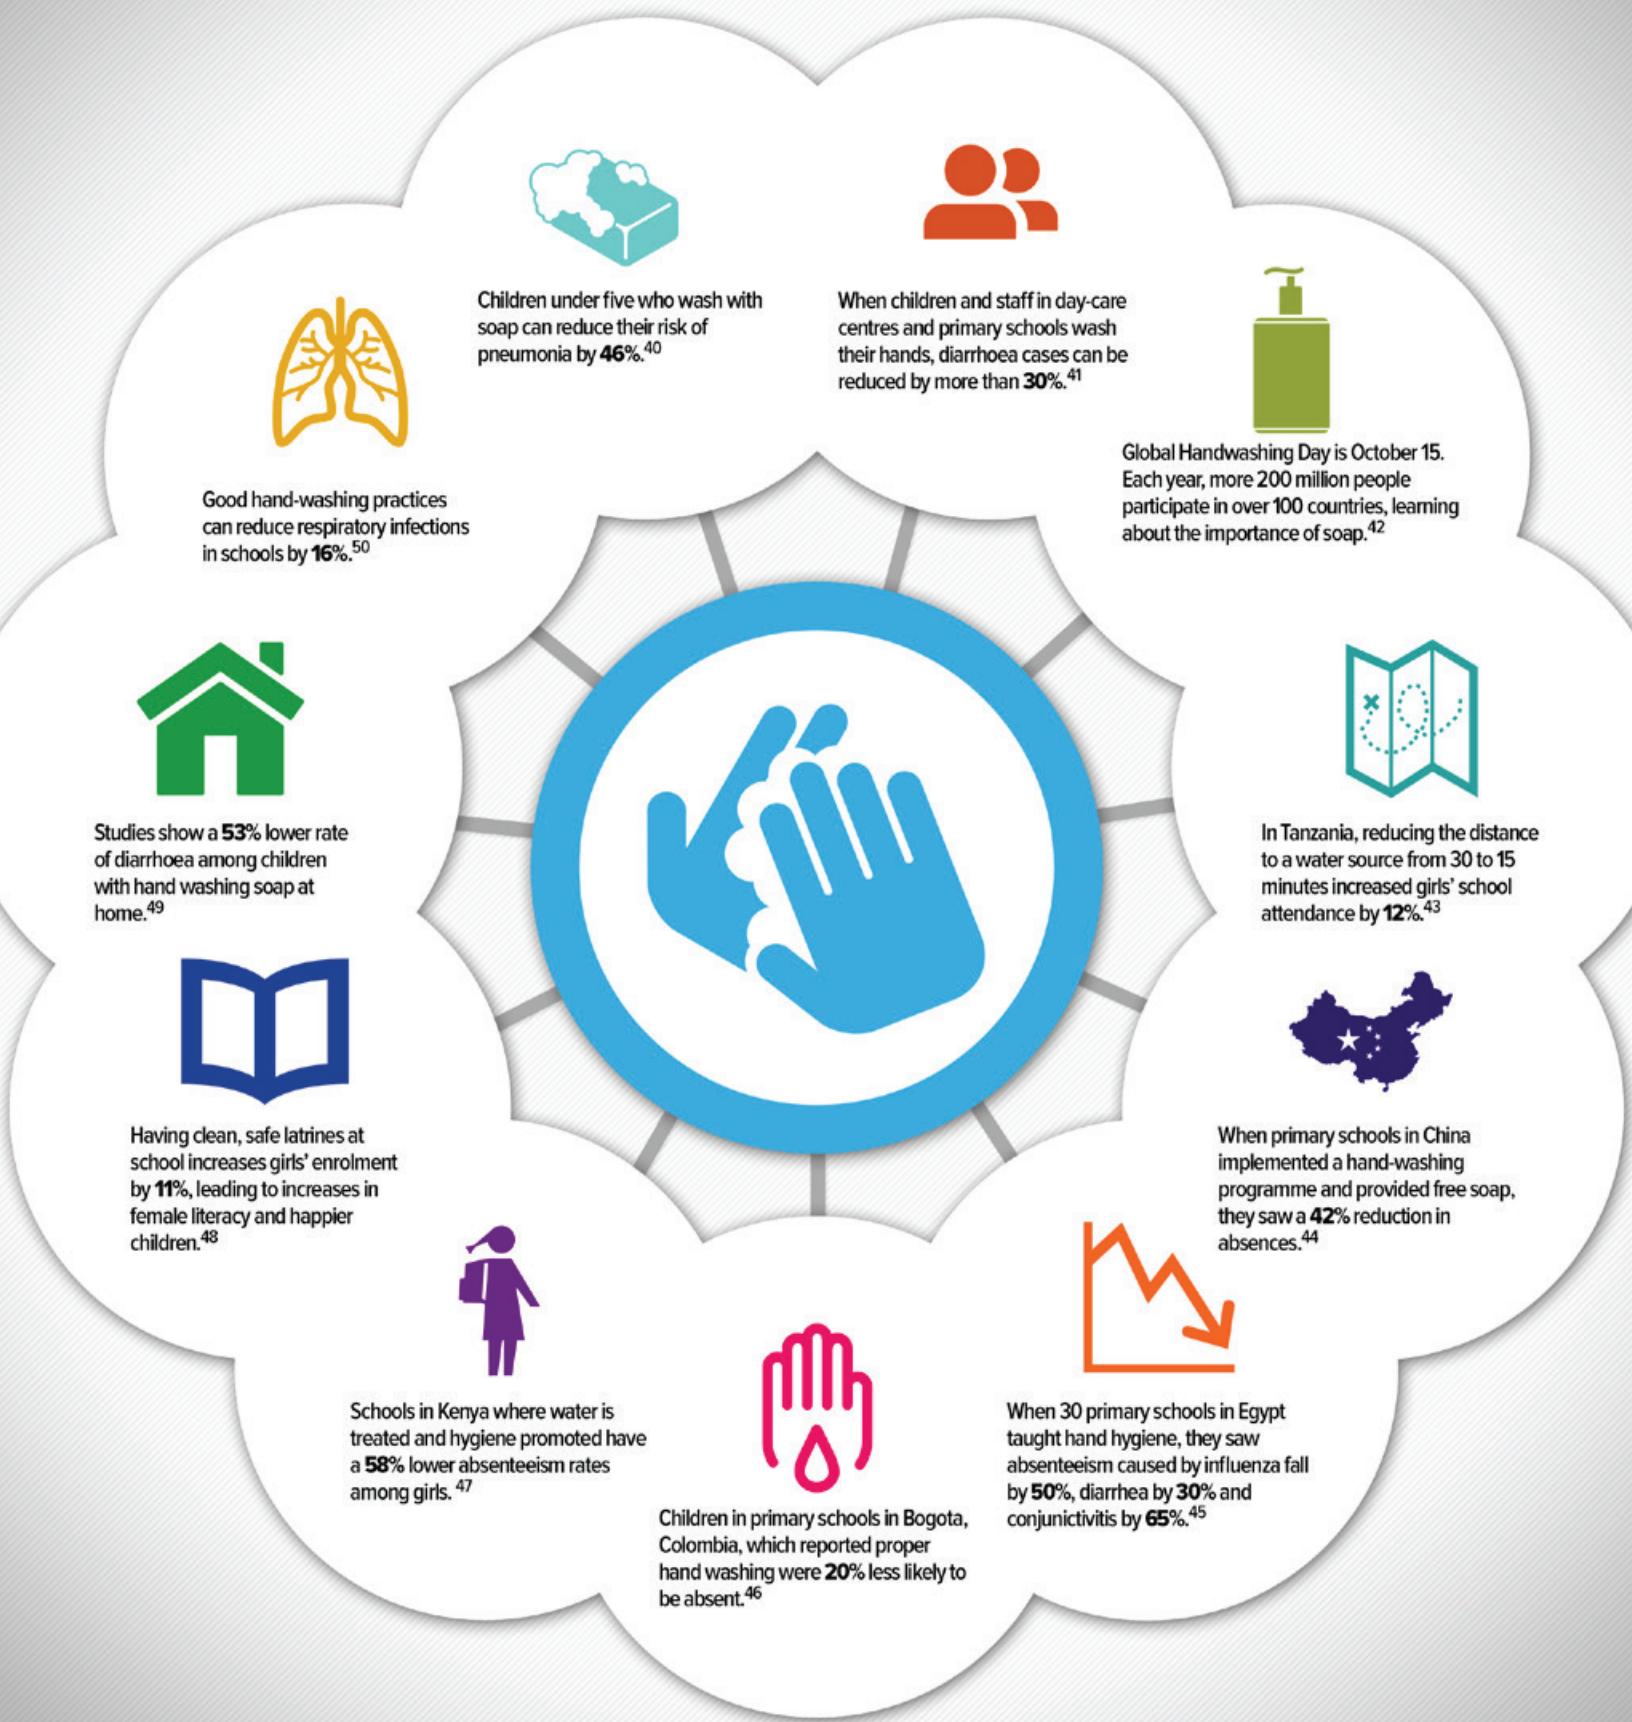 Children under five who wash with
soap can reduce their risk of
pneumonia by 46%.40
When children and staff in day-care
centres and primary schools wash
their hands, diarrhoea cases can be
reduced by more than 30%.41
Global Handwashing Day is October 15.
Each year, more 200 million people
participate in over 100 countries, learning
about the importance of soap.42
In Tanzania, reducing the distance
to a water source from 30 to 15
minutes increased girls' school
attendance by 12%.43
When primary schools in China
implemented a hand-washing
programme and provided free soap,
they saw a 42% reduction in
absences.44
When 30 primary schools in Egypt
taught hand hygiene, they saw
absenteeism caused by influenza fall
by 50%, diarrhea by 30% and
conjunictivitis by 65%.45
Children in primary schools in Bogota,
Colombia, which reported proper
hand washing were 20% less likely to
be absent.46
Schools in Kenya where water is
treated and hygiene promoted have
a 58% lower absenteeism rates
among girls. 47
Having clean, safe latrines at
school increases girls' enrolment
by 11%, leading to increases in
female literacy and happier
children.48
Studies show a 53% lower rate
of diarrhoea among children
with hand washing soap at
home.49
Good hand-washing practices
can reduce respiratory infections
in schools by 16%.50